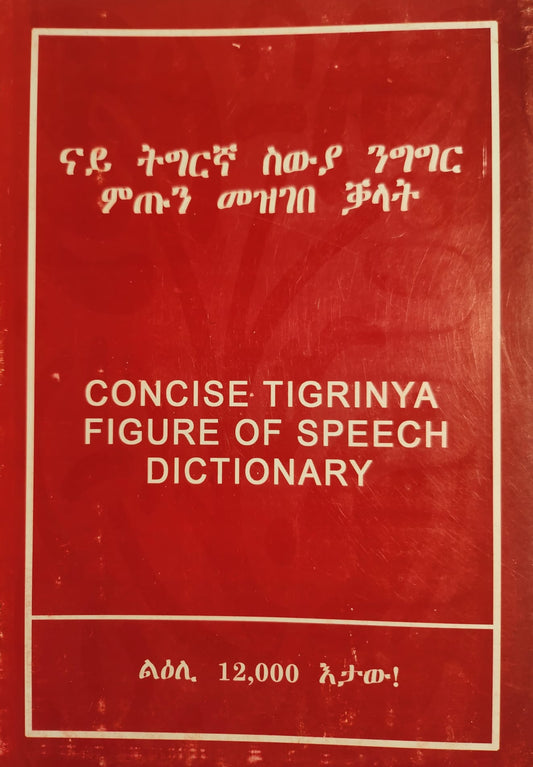 ናይ ትግርኛ ስውያ ንግግር
ምጡን መዝገበ ቓላት
CONCISE TIGRINYA
FIGURE OF SPEECH
DICTIONARY
ልዕሊ 12,000 እታው!